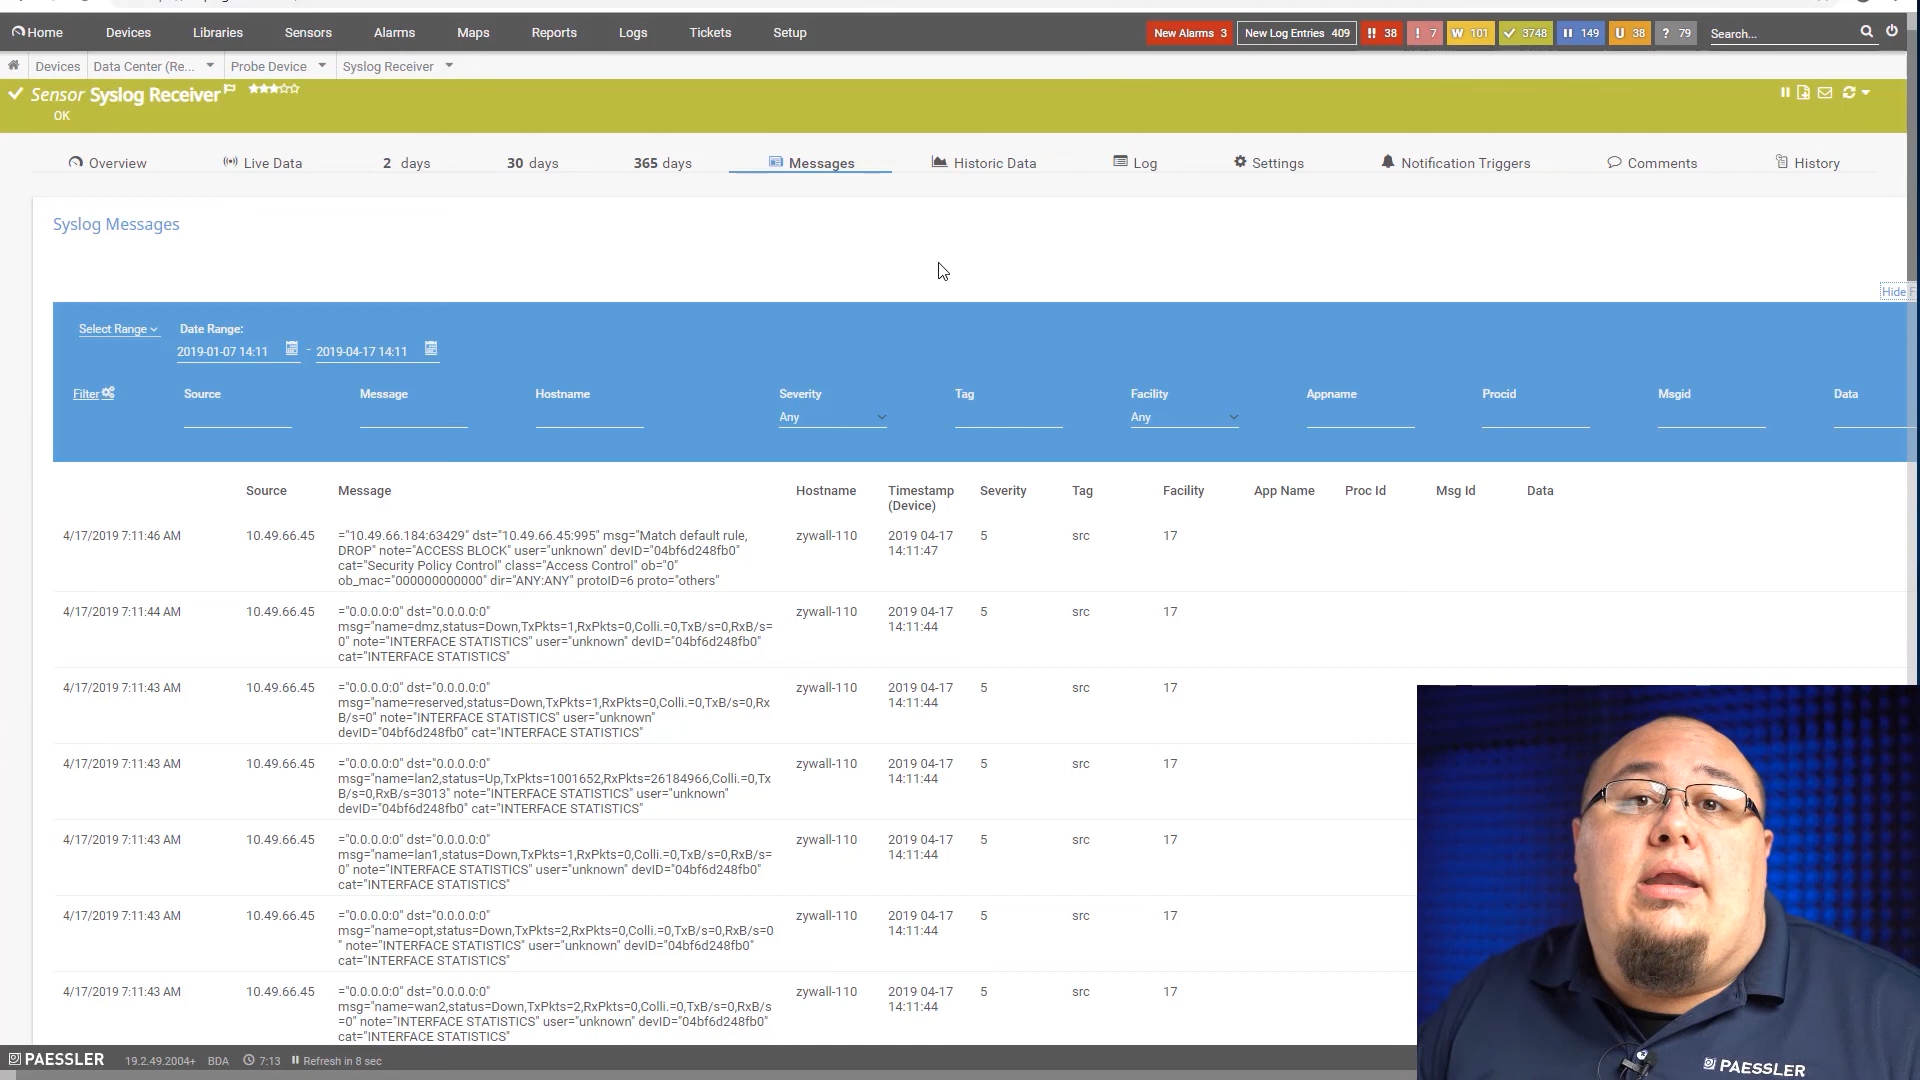 Home Devices Libraries Sensors Alarms Maps Reports Logs Tickets Setup New Alarms 3 New Log Entries 409 !! 38 ! 7 W 101 3748 149 U 38 ? 79 Search...
Devices Data Center (Re... Probe Device Syslog Receiver
Sensor Syslog Receiver
OK
Overview Live Data 2 days 30 days 365 days Messages Historic Data Log Settings Notification Triggers Comments History
Syslog Messages
Hide F
Select Range Date Range:
2019-01-07 14:11 - 2019-04-17 14:11
Filter Source Message Hostname Severity Tag Facility Appname Procid Msgid Data
Any Any
Source Message Hostname Timestamp Severity Tag Facility App Name Proc Id Msg Id Data
(Device)
4/17/2019 7:11:46 AM 10.49.66.45 ="10.49.66.184:63429" dst="10.49.66.45:995" msg="Match default rule, zywall-110 2019 04-17 5 src 17
DROP" note="ACCESS BLOCK" user="unknown" devID="04bf6d248fb0" 14:11:47
cat="Security Policy Control" class="Access Control" ob="0"
ob_mac="000000000000" dir="ANY:ANY" protoID=6 proto="others"
4/17/2019 7:11:44 AM 10.49.66.45 ="0.0.0.0:0" dst="0.0.0.0:0" zywall-110 2019 04-17 5 src 17
msg="name=dmz,status=Down,TxPkts=1,RxPkts=0,Colli.=0,TxB/s=0,RxB/s= 14:11:44
0" note="INTERFACE STATISTICS" user="unknown" devID="04bf6d248fb0"
cat="INTERFACE STATISTICS"
4/17/2019 7:11:43 AM 10.49.66.45 ="0.0.0.0:0" dst="0.0.0.0:0" zywall-110 2019 04-17 5 src 17
msg="name=reserved,status=Down,TxPkts=1,RxPkts=0,Colli.=0,TxB/s=0,Rx 14:11:44
B/s=0" note="INTERFACE STATISTICS" user="unknown"
devID="04bf6d248fb0" cat="INTERFACE STATISTICS"
4/17/2019 7:11:43 AM 10.49.66.45 ="0.0.0.0:0" dst="0.0.0.0:0" zywall-110 2019 04-17 5 src 17
msg="name=lan2,status=Up,TxPkts=1001652,RxPkts=26184966,Colli.=0,Tx 14:11:44
B/s=0,RxB/s=3013" note="INTERFACE STATISTICS" user="unknown"
devID="04bf6d248fb0" cat="INTERFACE STATISTICS"
4/17/2019 7:11:43 AM 10.49.66.45 ="0.0.0.0:0" dst="0.0.0.0:0" zywall-110 2019 04-17 5 src 17
msg="name=lan1,status=Down,TxPkts=1,RxPkts=0,Colli.=0,TxB/s=0,RxB/s= 14:11:44
0" note="INTERFACE STATISTICS" user="unknown" devID="04bf6d248fb0"
cat="INTERFACE STATISTICS"
4/17/2019 7:11:43 AM 10.49.66.45 ="0.0.0.0:0" dst="0.0.0.0:0" zywall-110 2019 04-17 5 src 17
msg="name=opt,status=Down,TxPkts=2,RxPkts=0,Colli.=0,TxB/s=0,RxB/s=0 14:11:44
" note="INTERFACE STATISTICS" user="unknown" devID="04bf6d248fb0"
cat="INTERFACE STATISTICS"
4/17/2019 7:11:43 AM 10.49.66.45 ="0.0.0.0:0" dst="0.0.0.0:0" zywall-110 2019 04-17 5 src 17
msg="name=wan2,status=Down,TxPkts=2,RxPkts=0,Colli.=0,TxB/s=0,RxB/s 14:11:44
=0" note="INTERFACE STATISTICS" user="unknown" devID="04bf6d248fb0"
cat="INTERFACE STATISTICS"
PAESSLER 19.2.49.2004+ BDA 7:13 Refresh in 8 sec
PAESSLER